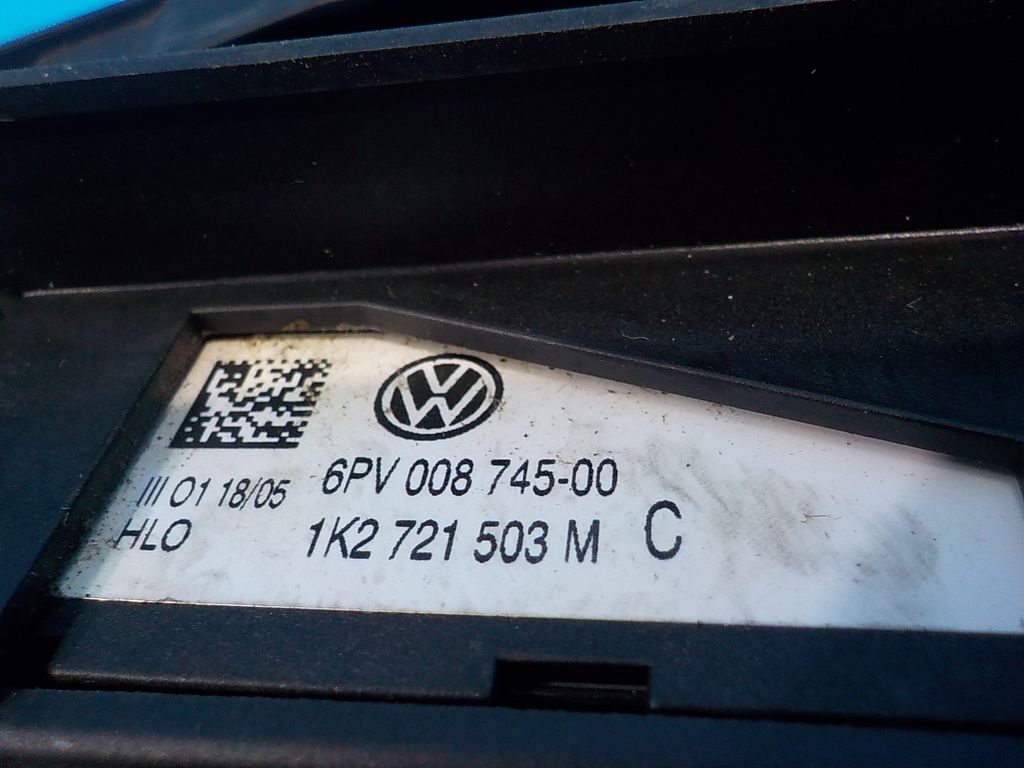 6PV 008 745-00
III 01 18/05
HLO
1K2 721 503 M C